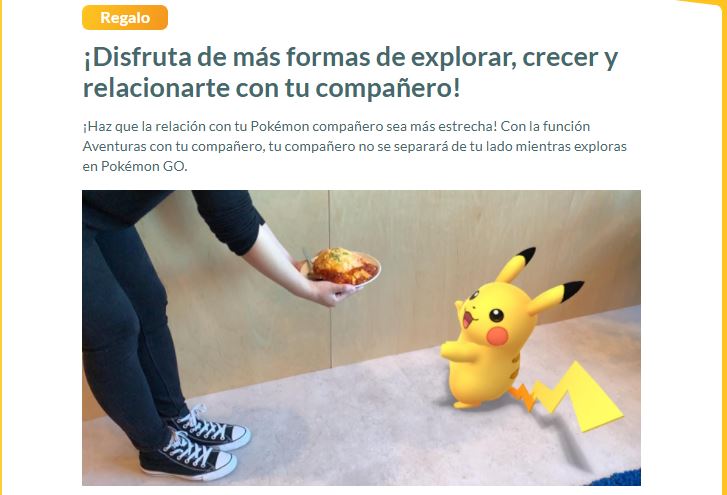 Regalo
¡Disfruta de más formas de explorar, crecer y
relacionarte con tu compañero!
¡Haz que la relación con tu Pokémon compañero sea más estrecha! Con la función
Aventuras con tu compañero, tu compañero no se separará de tu lado mientras exploras
en Pokémon GO.